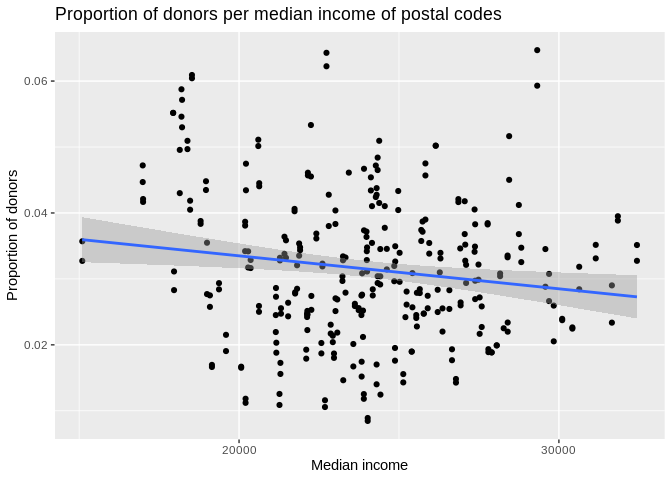 Proportion of donors per median income of postal codes
0.06
0.04
0.02
Proportion of donors
20000
30000
Median income